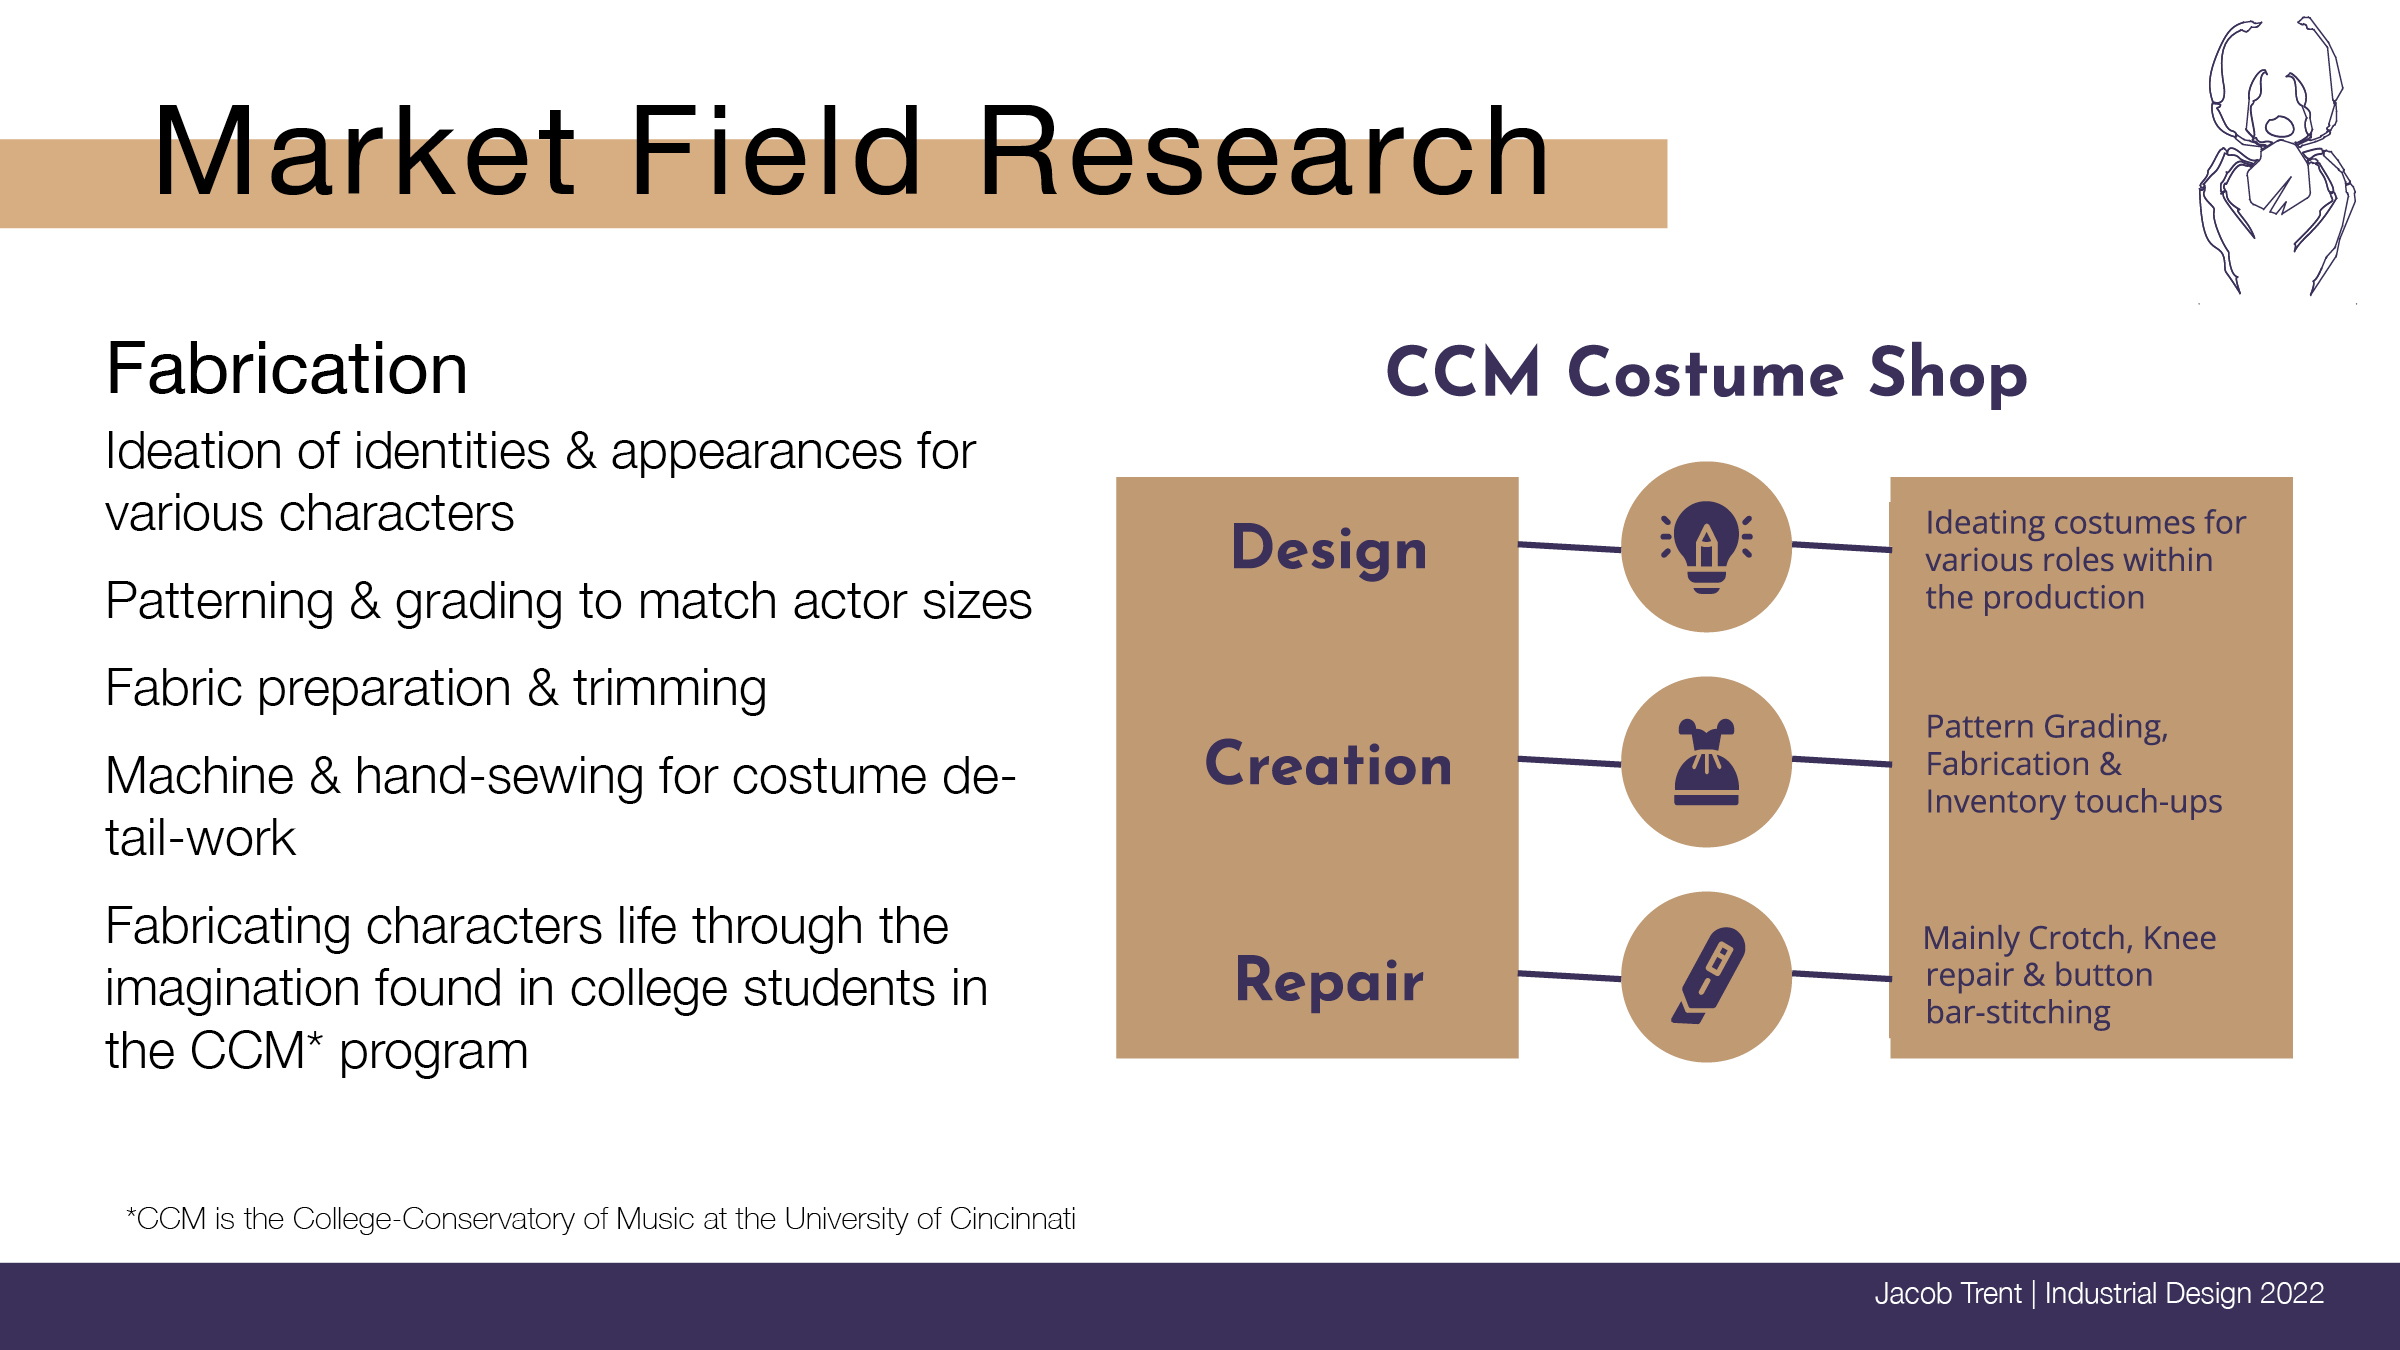 Market Field Research
Fabrication
Ideation of identities & appearances for
various characters
Patterning & grading to match actor sizes
Fabric preparation & trimming
Machine & hand-sewing for costume de-
tail-work
Fabricating characters life through the
imagination found in college students in
the CCM* program
*CCM is the College-Conservatory of Music at the University of Cincinnati
CCM Costume Shop
Design
Ideating costumes for
various roles within
the production
Creation
Pattern Grading,
Fabrication &
Inventory touch-ups
Repair
Mainly Crotch, Knee
repair & button
bar-stitching
Jacob Trent | Industrial Design 2022